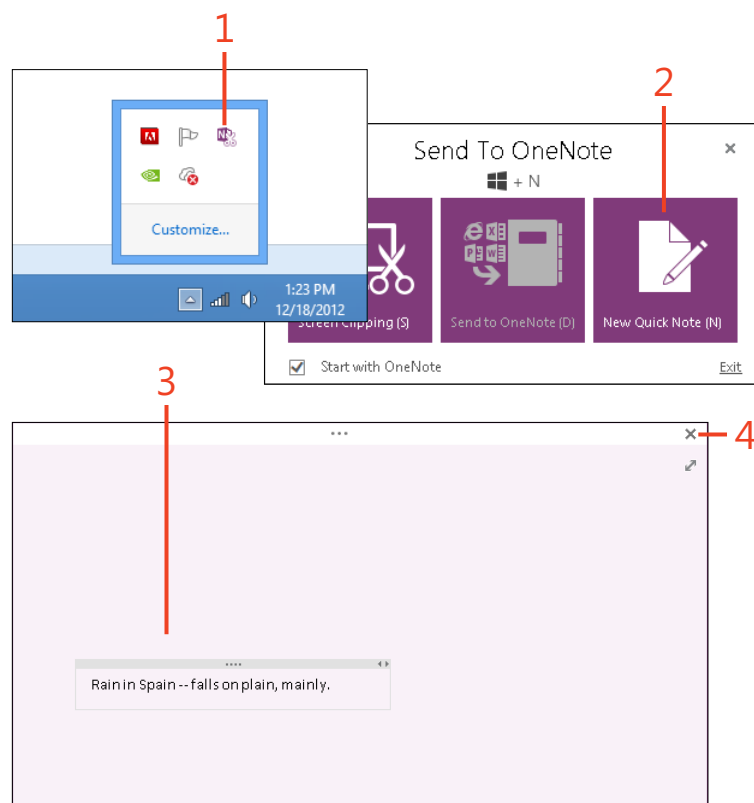 1
Customize...
1:23 PM
12/18/2012
2
Send To OneNote
+ N
Screen Clipping (S)
Send to OneNote (D)
New Quick Note (N)
Start with OneNote
Exit
3
4
Rain in Spain -- falls on plain, mainly.